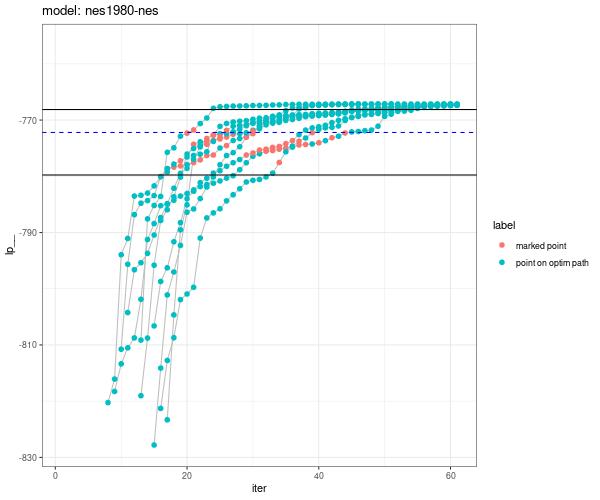 model: nes1980-nes
lp__
-770
-790
-810
-830
0
20
40
60
iter
label
marked point
point on optim path